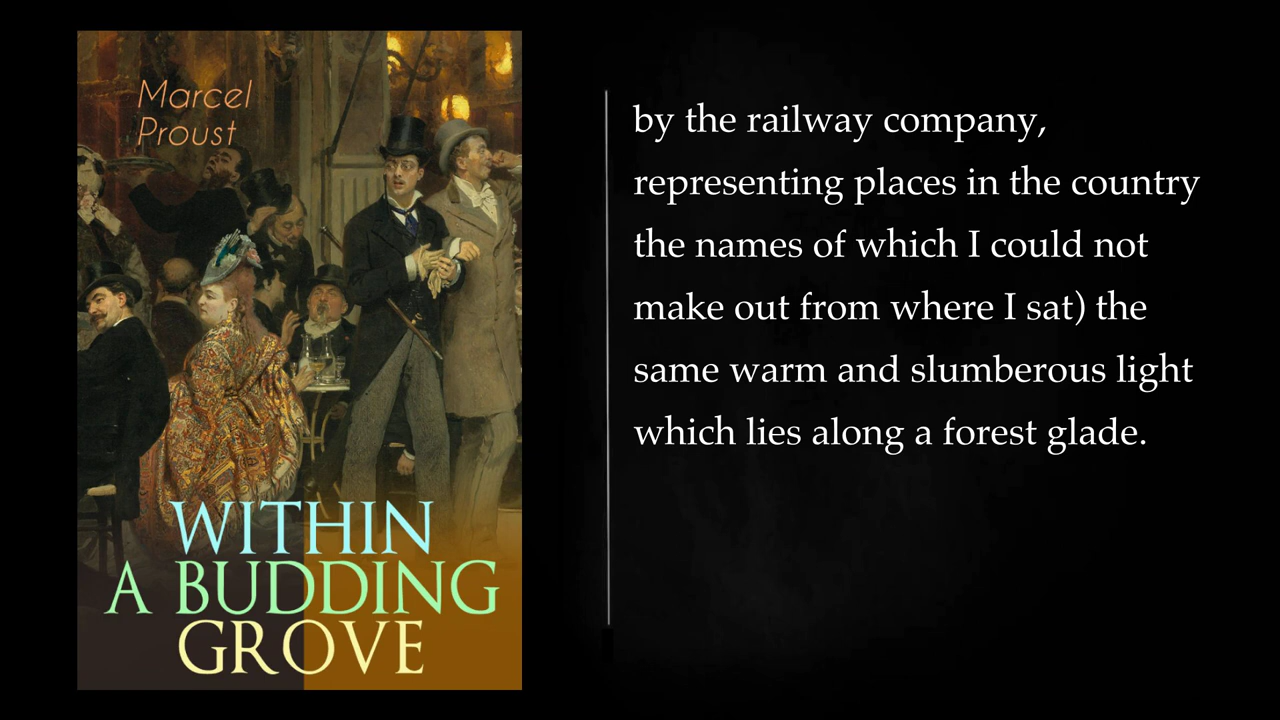 Marcel
Proust
WITHIN
A BUDDING
GROVE
by the railway company,
representing places in the country
the names of which I could not
make out from where I sat) the
same warm and slumberous light
which lies along a forest glade.